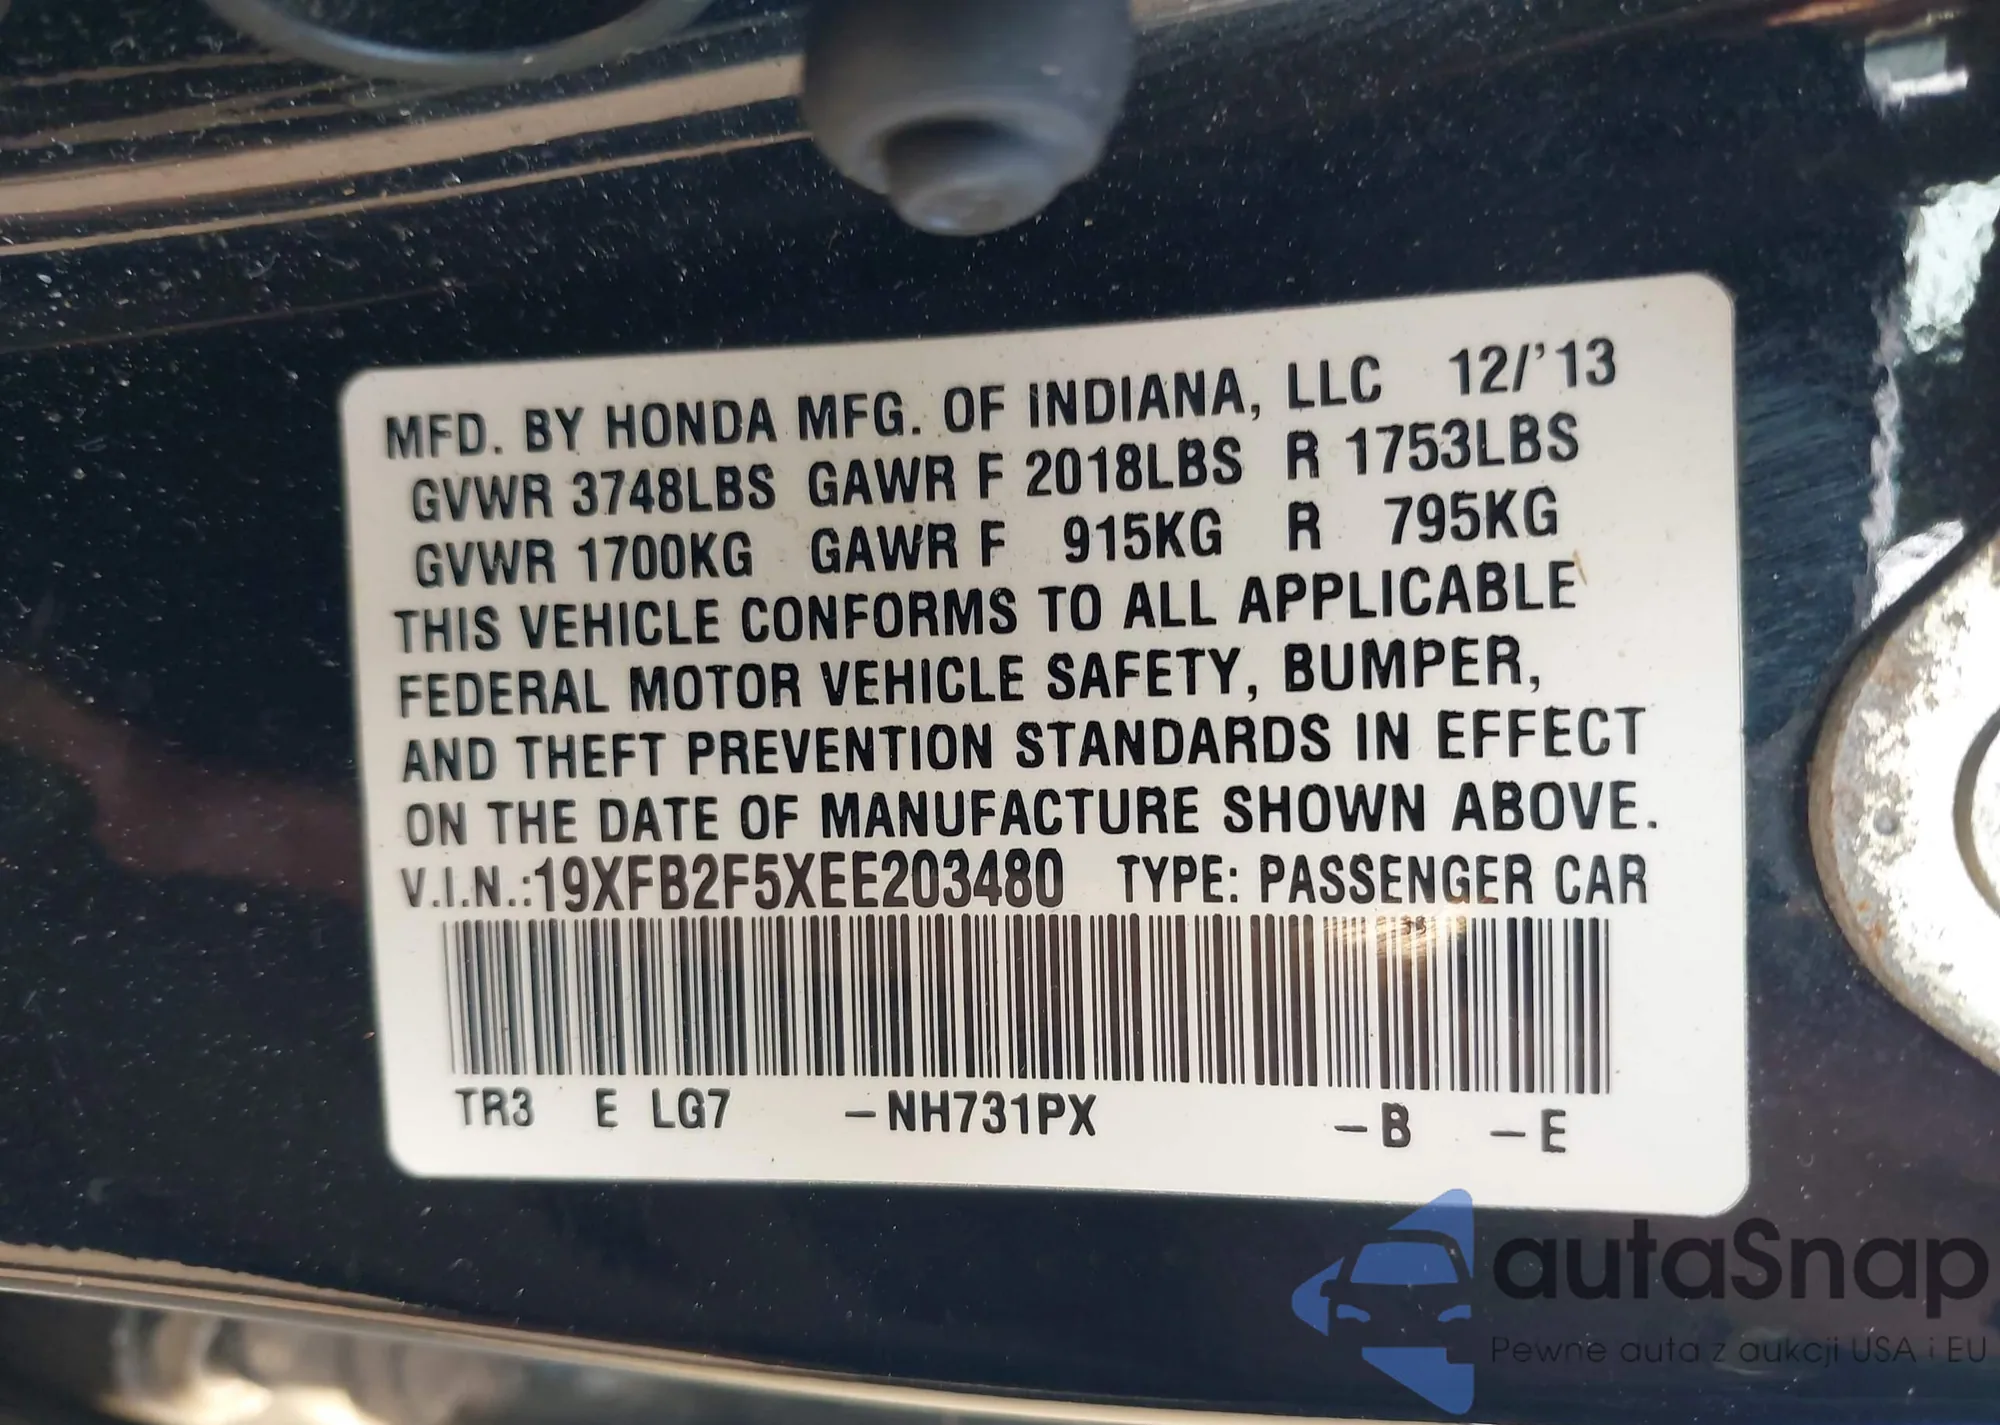 MFD. BY HONDA MFG. OF INDIANA, LLC 12/'13
GVWR 3748LBS GAWR F 2018LBS R 1753LBS
GVWR 1700KG GAWR F 915KG R 795KG
THIS VEHICLE CONFORMS TO ALL APPLICABLE
FEDERAL MOTOR VEHICLE SAFETY, BUMPER,
AND THEFT PREVENTION STANDARDS IN EFFECT
ON THE DATE OF MANUFACTURE SHOWN ABOVE.
V.I.N.:19XFB2F5XEE203480 TYPE: PASSENGER CAR
TR3 E LG7 –NH731PX –B –E
autaSnap
Pewne auta z aukcji USA i EU